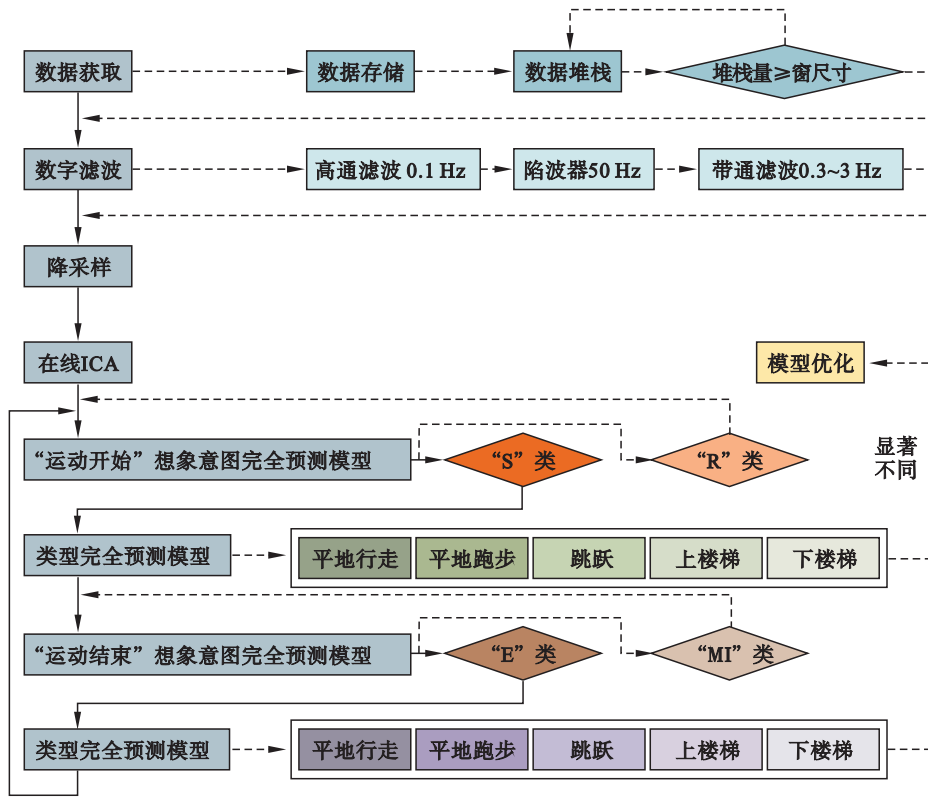 数据获取
数据存储
数据堆栈
堆栈量≥窗尺寸
数字滤波
高通滤波 0.1 Hz
陷波器50 Hz
带通滤波0.3~3 Hz
降采样
在线ICA
模型优化
“运动开始”想象意图完全预测模型
“S”类
“R”类
显著
不同
类型完全预测模型
平地行走
平地跑步
跳跃
上楼梯
下楼梯
“运动结束”想象意图完全预测模型
“E”类
“MI”类
类型完全预测模型
平地行走
平地跑步
跳跃
上楼梯
下楼梯